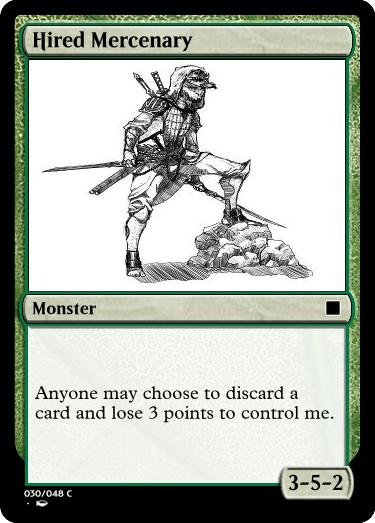 Hired Mercenary
Monster
Anyone may choose to discard a
card and lose 3 points to control me.
3-5-2
030/048 C